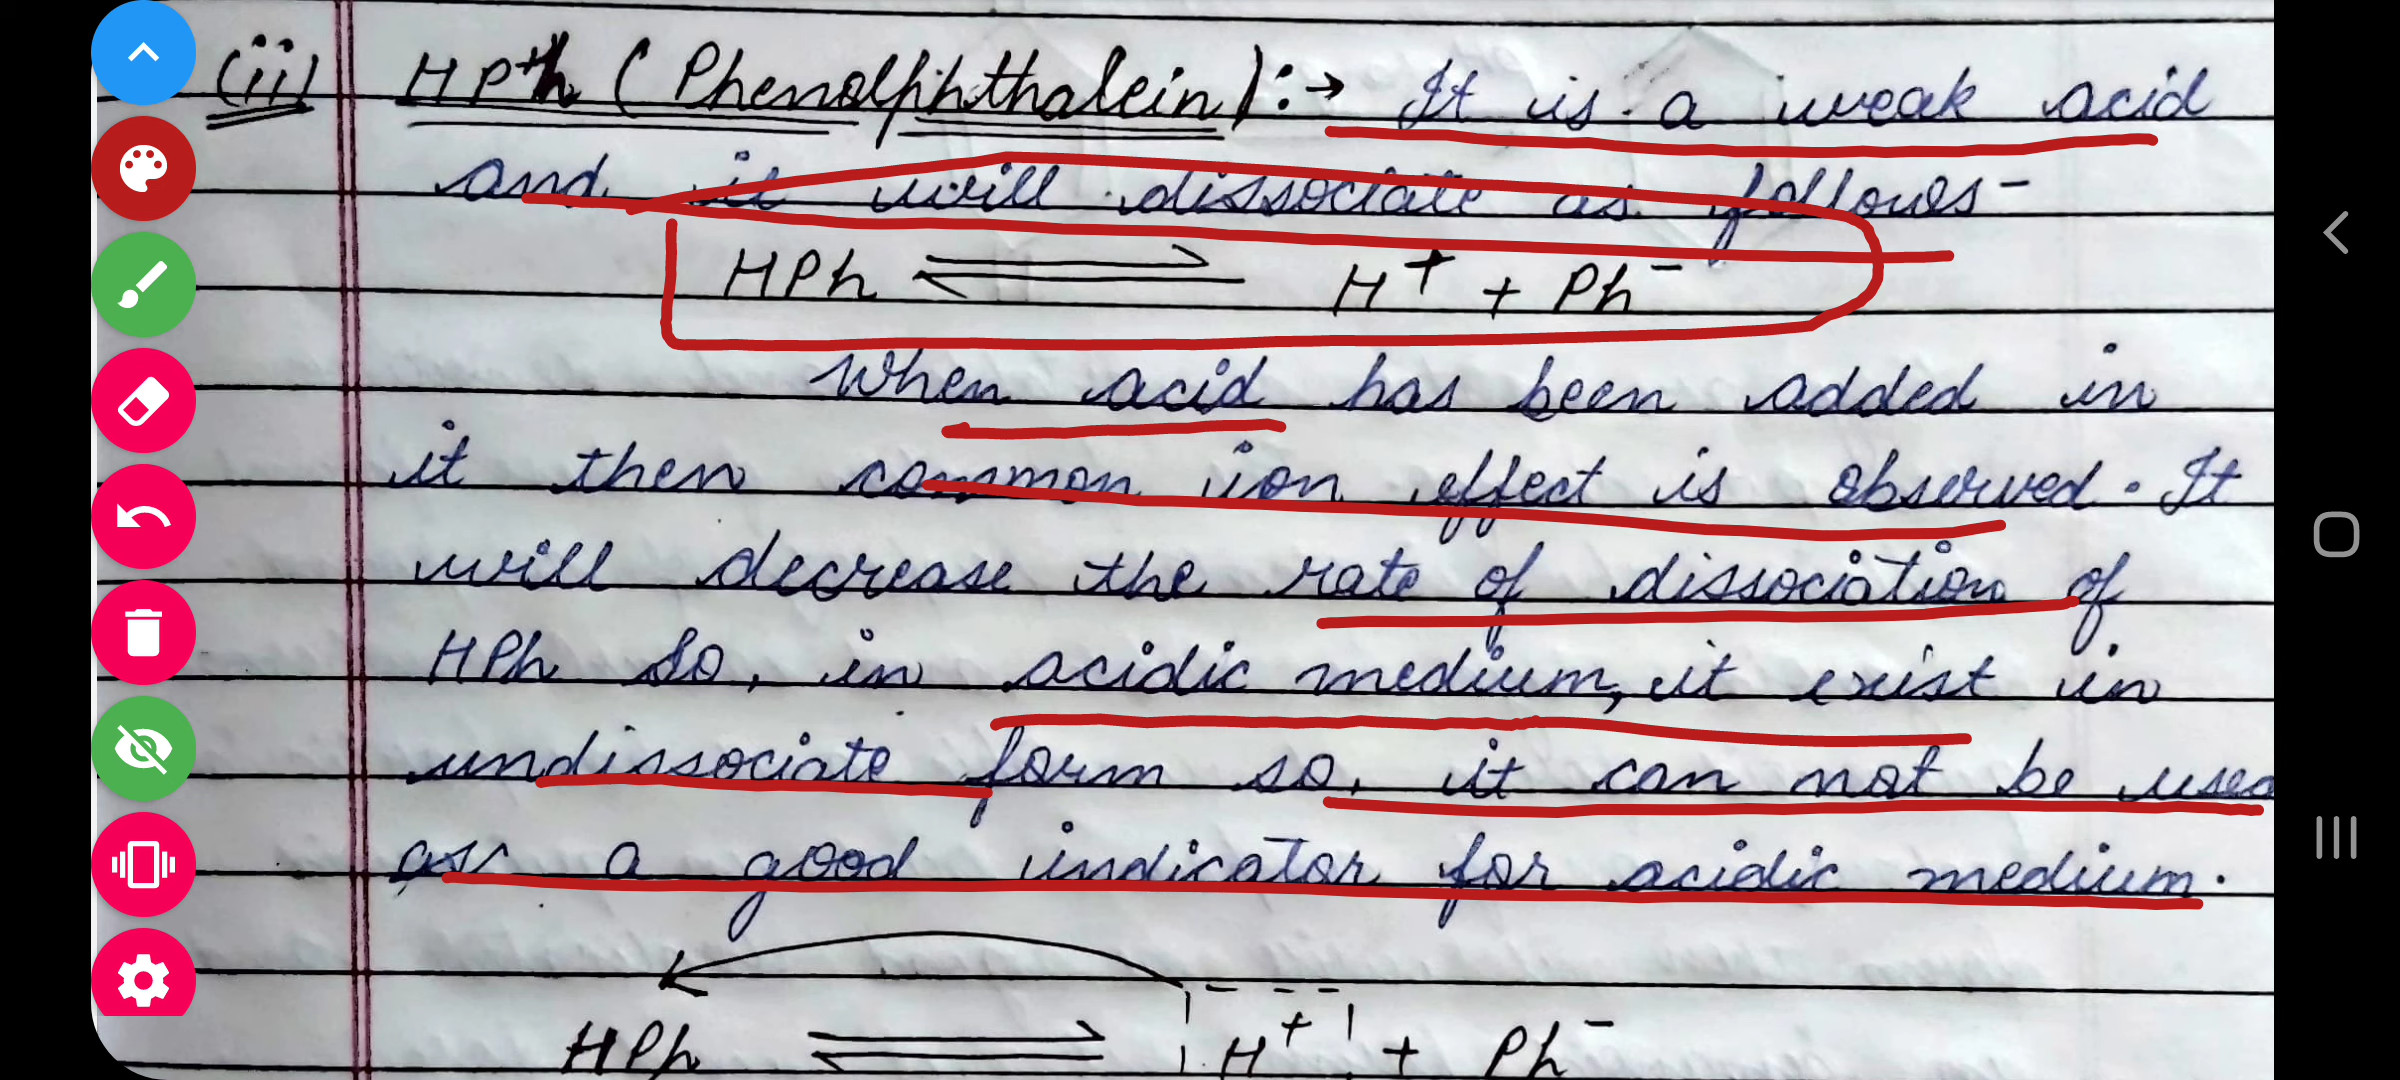 (ii) HPth (Phenolphthalein) :→ It is a weak acid
and it will dissociate as follows-
HPh ⇌ H⁺ + Ph⁻
When acid has been added in
it then common ion effect is observed. It
will decrease the rate of dissociation of
HPh so, in acidic medium, it exist in
undissociate form so, it can not be used
as a good indicator for acidic medium.
HPh ⇌ H⁺ + Ph⁻